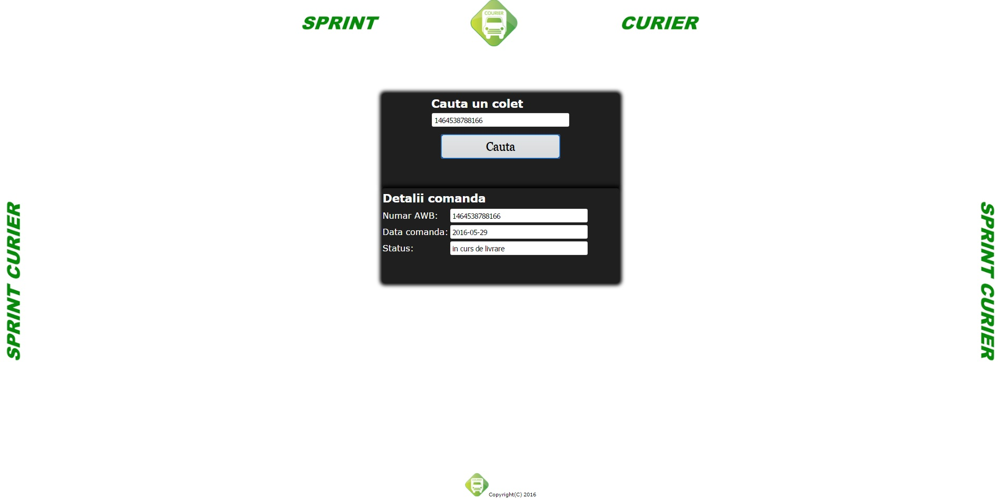 SPRINT
COURIER
CURIER
Cauta un colet
1464538788166
Cauta
Detalii comanda
Numar AWB: 1464538788166
Data comanda: 2016-05-29
Status: in curs de livrare
SPRINT CURIER
SPRINT CURIER
COURIER
Copyright(C) 2016